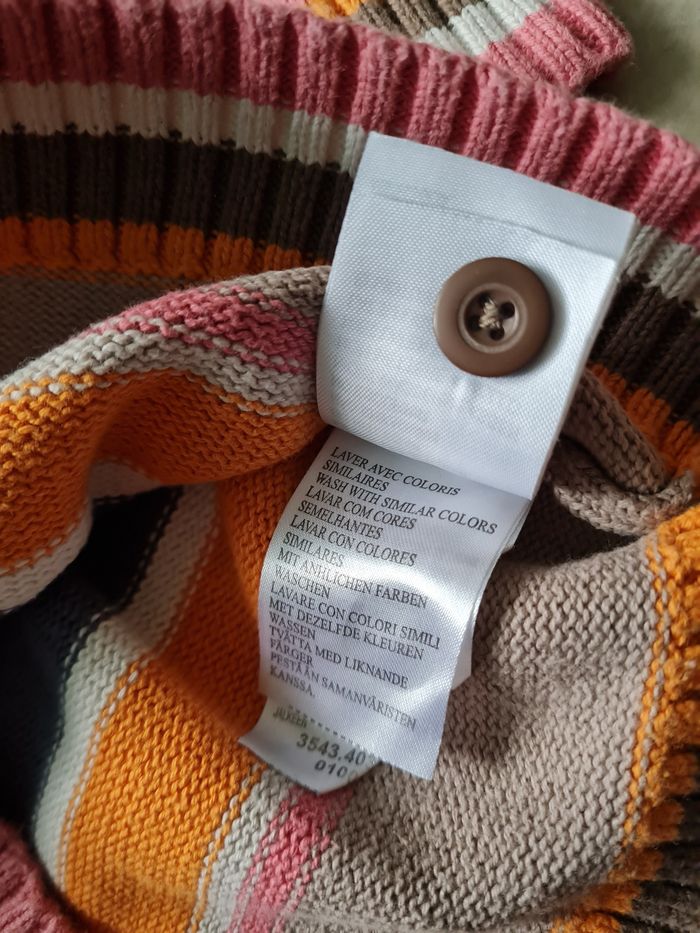 LAVER AVEC COLORIS
SIMILAIRES
WASH WITH SIMILAR COLORS
LAVAR COM CORES
SEMELHANTES
LAVAR CON COLORES
SIMILARES
MIT ANHLICHEN FARBEN
WASCHEN
LAVARE CON COLORI SIMILI
MET DEZELFDE KLEUREN
WASSEN
TVÄTTA MED LIKNANDE
FÄRGER
PESTÄÄN SAMANVÄRISTEN
KANSSA.
3543.40
010